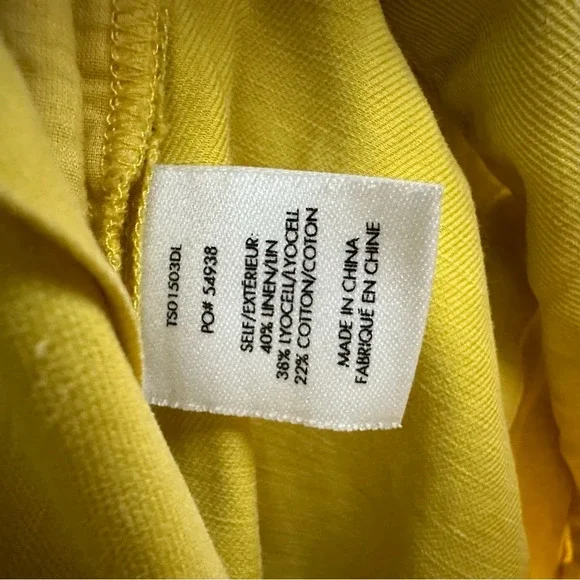 TS01503DL
PO# 54938
SELF/EXTÉRIEUR:
40% LINEN/LIN
38% LYOCELL/LYOCELL
22% COTTON/COTON
MADE IN CHINA
FABRIQUÉ EN CHINE